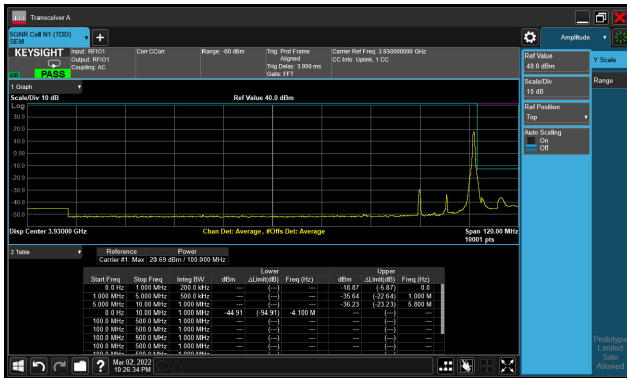 Transceiver A
5GNR Cell N1 (TDD)
SEM
Amplitude
KEYSIGHT Input: RFIO1 Corr CCorr Range: -60 dBm Trig: Prot Frame Carrier Ref Freq: 3.930000000 GHz
Output: RFIO1 Aligned CC Info: Uplink, 1 CC
Coupling: AC Trig Delay: 3.950 ms
PASS Gate: FFT
Ref Value
40.0 dBm
Y Scale
Scale/Div
10 dB
Range
Ref Position
Top
Auto Scaling
On
Off
1 Graph
Scale/Div 10 dB Ref Value 40.0 dBm
Log
30.0
20.0
10.0
0.00
-10.0
-20.0
-30.0
-40.0
-50.0
Disp Center 3.93000 GHz Chan Det: Average, #Offs Det: Average Span 120.00 MHz
10001 pts
2 Table
Reference Power
Carrier#1: Max 20.69 dBm / 100.000 MHz
Lower Upper
Start Freq Stop Freq Integ BW dBm ΔLimit(dB) Freq (Hz) dBm ΔLimit(dB) Freq (Hz)
0.0 Hz 1.000 MHz 200.0 kHz --- (---) --- -18.87 (-5.87) 0.0
1.000 MHz 5.000 MHz 500.0 kHz --- (---) --- -35.64 (-22.64) 1.000 M
5.000 MHz 10.00 MHz 1.000 MHz --- (---) --- -36.23 (-23.23) 5.800 M
0.0 Hz 10.00 MHz 1.000 MHz -44.91 (-94.91) -4.100 M --- (---) ---
100.0 MHz 500.0 MHz 1.000 MHz --- (---) --- --- (---) ---
100.0 MHz 500.0 MHz 1.000 MHz --- (---) --- --- (---) ---
100.0 MHz 500.0 MHz 1.000 MHz --- (---) --- --- (---) ---
100.0 MHz 500.0 MHz 1.000 MHz --- (---) --- --- (---) ---
100.0 MHz 500.0 MHz 1.000 MHz --- (---) --- --- (---) ---
Prototype
Limited
Sale
Allowed
Mar 02, 2022
10:26:34 PM